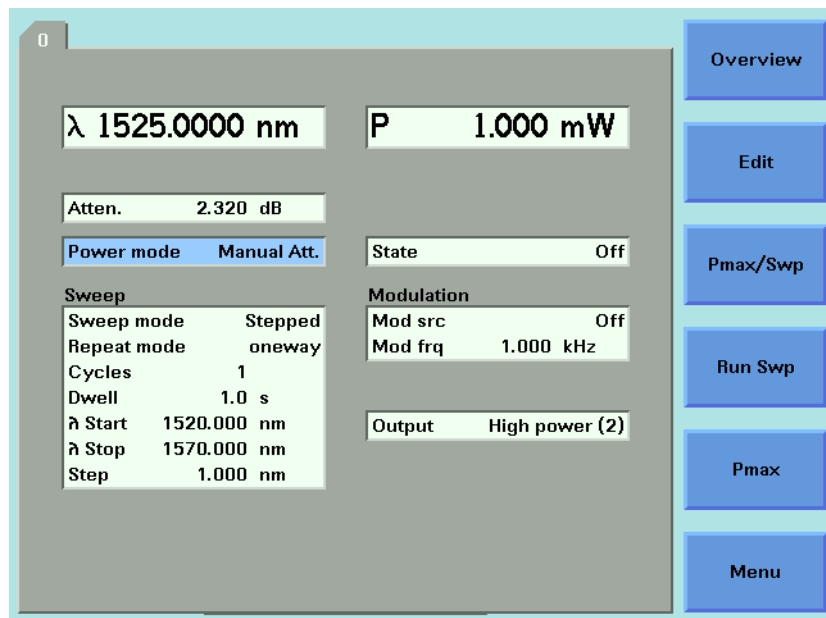 0
λ 1525.0000 nm
P 1.000 mW
Atten. 2.320 dB
Power mode Manual Att.
State Off
Sweep
Sweep mode Stepped
Repeat mode oneway
Cycles 1
Dwell 1.0 s
λ Start 1520.000 nm
λ Stop 1570.000 nm
Step 1.000 nm
Modulation
Mod src Off
Mod frq 1.000 kHz
Output High power (2)
Overview
Edit
Pmax/Swp
Run Swp
Pmax
Menu